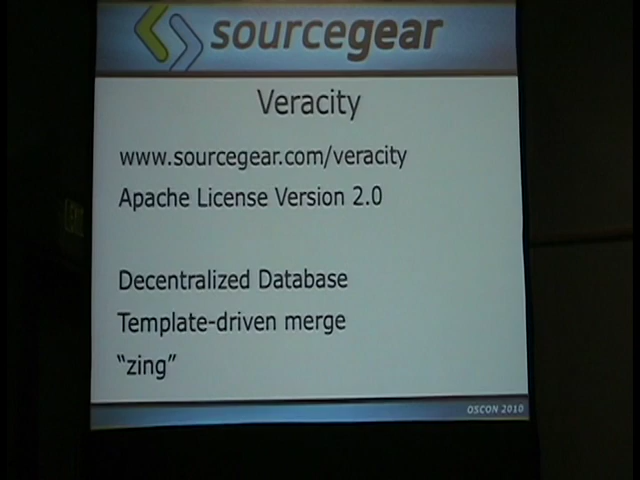 sourcegear
Veracity
www.sourcegear.com/veracity
Apache License Version 2.0
Decentralized Database
Template-driven merge
“zing”
OSCON 2010
EXIT